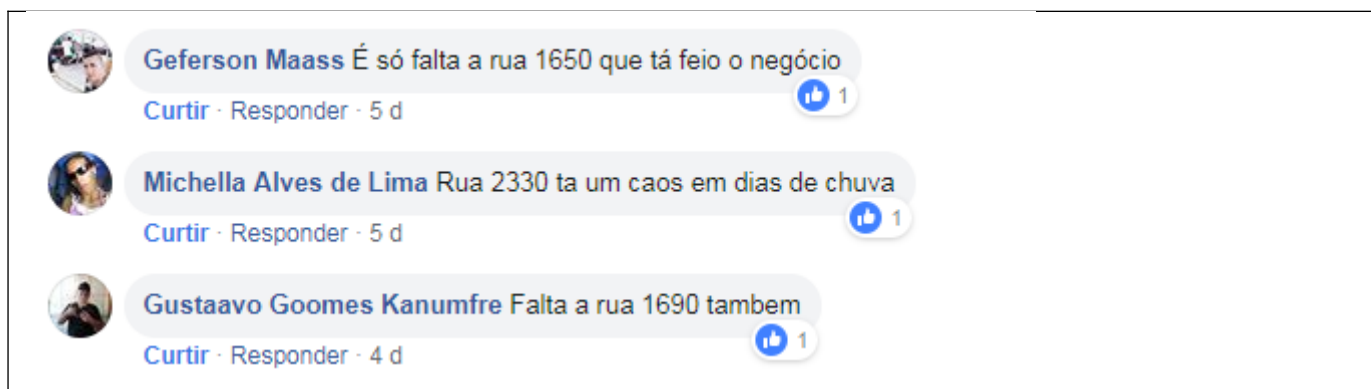 Geferson Maass É só falta a rua 1650 que tá feio o negócio
1
Curtir · Responder · 5 d
Michella Alves de Lima Rua 2330 ta um caos em dias de chuva
1
Curtir · Responder · 5 d
Gustaavo Goomes Kanumfre Falta a rua 1690 tambem
1
Curtir · Responder · 4 d